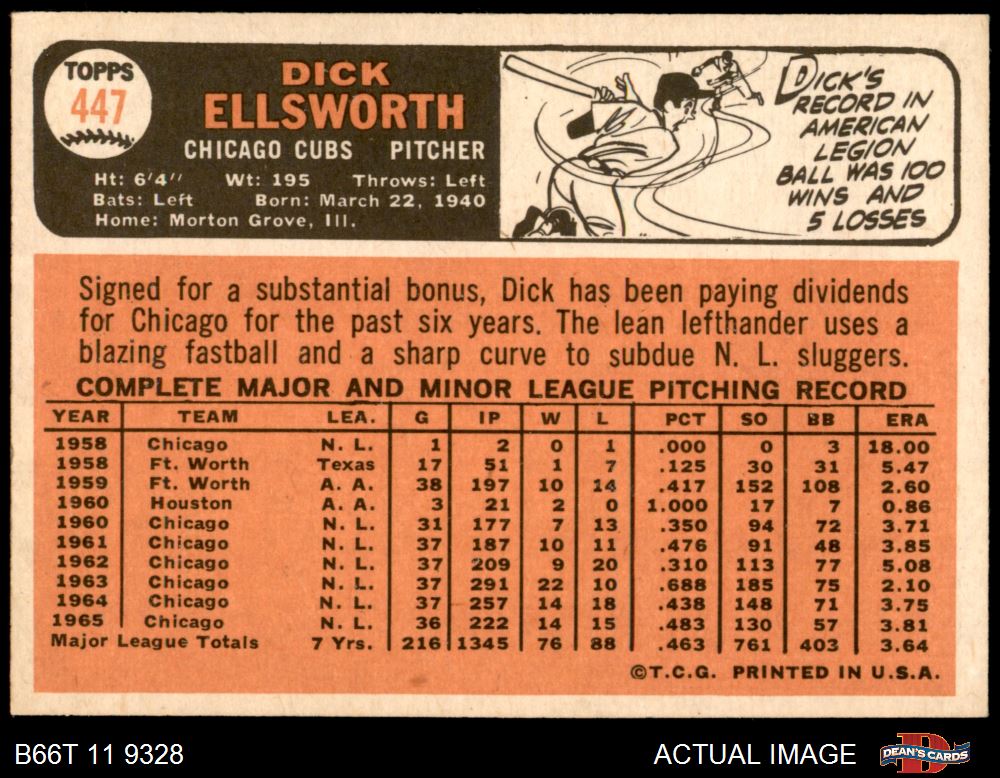 TOPPS
447
DICK
ELLSWORTH
CHICAGO CUBS PITCHER
Ht: 6'4" Wt: 195 Throws: Left
Bats: Left Born: March 22, 1940
Home: Morton Grove, Ill.
DICK'S
RECORD IN
AMERICAN
LEGION
BALL WAS 100
WINS AND
5 LOSSES
Signed for a substantial bonus, Dick has been paying dividends
for Chicago for the past six years. The lean lefthander uses a
blazing fastball and a sharp curve to subdue N. L. sluggers.
COMPLETE MAJOR AND MINOR LEAGUE PITCHING RECORD
YEAR TEAM LEA. G IP W L PCT SO BB ERA
1958 Chicago N. L. 1 2 0 1 .000 0 3 18.00
1958 Ft. Worth Texas 17 51 1 7 .125 30 31 5.47
1959 Ft. Worth A. A. 38 197 10 14 .417 152 108 2.60
1960 Houston A. A. 3 21 2 0 1.000 17 7 0.86
1960 Chicago N. L. 31 177 7 13 .350 94 72 3.71
1961 Chicago N. L. 37 187 10 11 .476 91 48 3.85
1962 Chicago N. L. 37 209 9 20 .310 113 77 5.08
1963 Chicago N. L. 37 291 22 10 .688 185 75 2.10
1964 Chicago N. L. 37 257 14 18 .438 148 71 3.75
1965 Chicago N. L. 36 222 14 15 .483 130 57 3.81
Major League Totals 7 Yrs. 216 1345 76 88 .463 761 403 3.64
©T.C.G. PRINTED IN U.S.A.
B66T 11 9328
ACTUAL IMAGE
DEAN'S CARDS